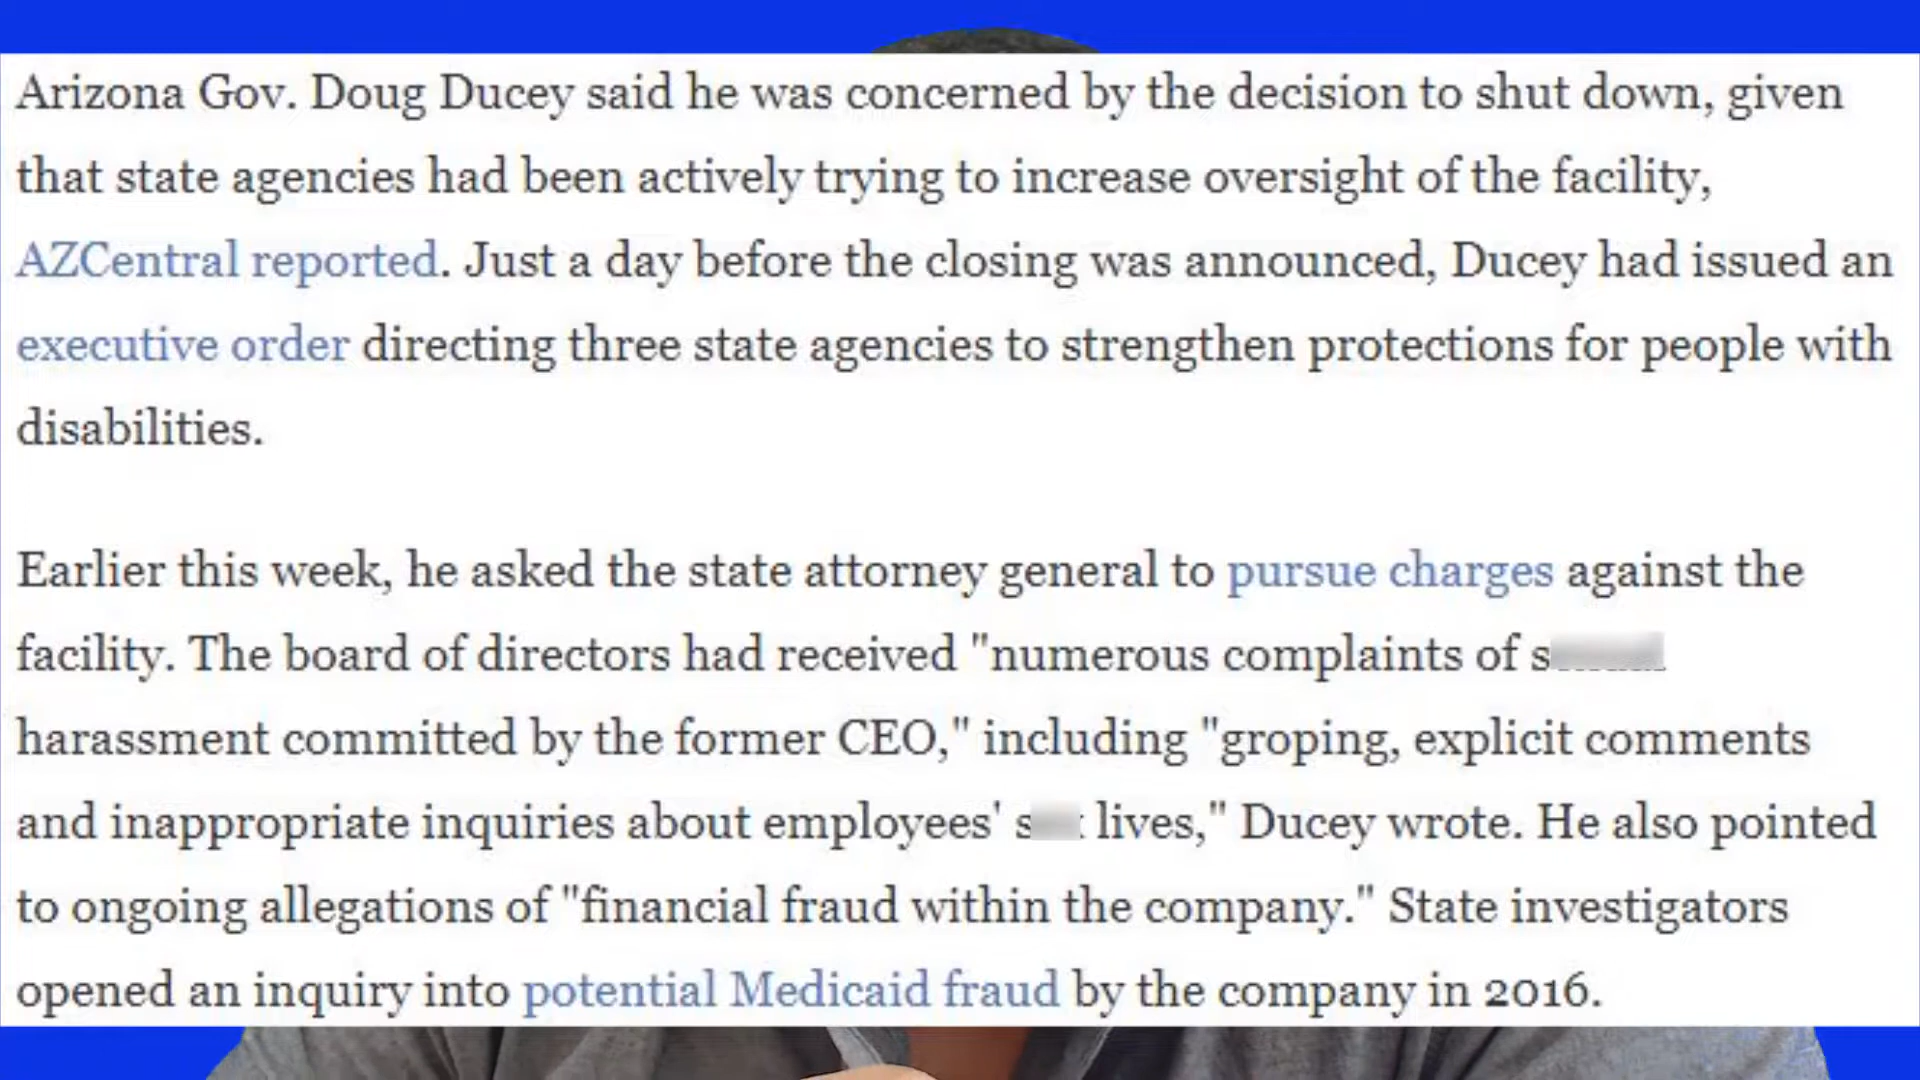 Arizona Gov. Doug Ducey said he was concerned by the decision to shut down, given
that state agencies had been actively trying to increase oversight of the facility,
AZCentral reported. Just a day before the closing was announced, Ducey had issued an
executive order directing three state agencies to strengthen protections for people with
disabilities.
Earlier this week, he asked the state attorney general to pursue charges against the
facility. The board of directors had received "numerous complaints of
harassment committed by the former CEO," including "groping, explicit comments
and inappropriate inquiries about employees' lives," Ducey wrote. He also pointed
to ongoing allegations of "financial fraud within the company." State investigators
opened an inquiry into potential Medicaid fraud by the company in 2016.